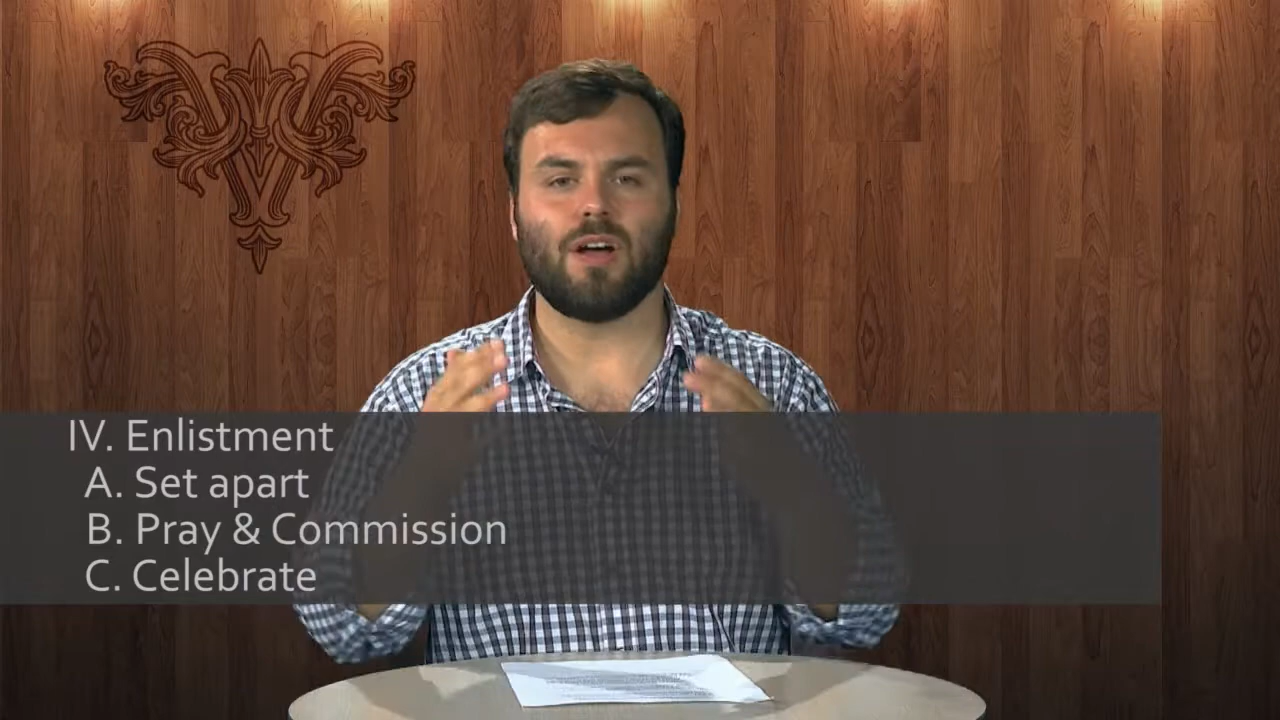 IV. Enlistment
A. Set apart
B. Pray & Commission
C. Celebrate